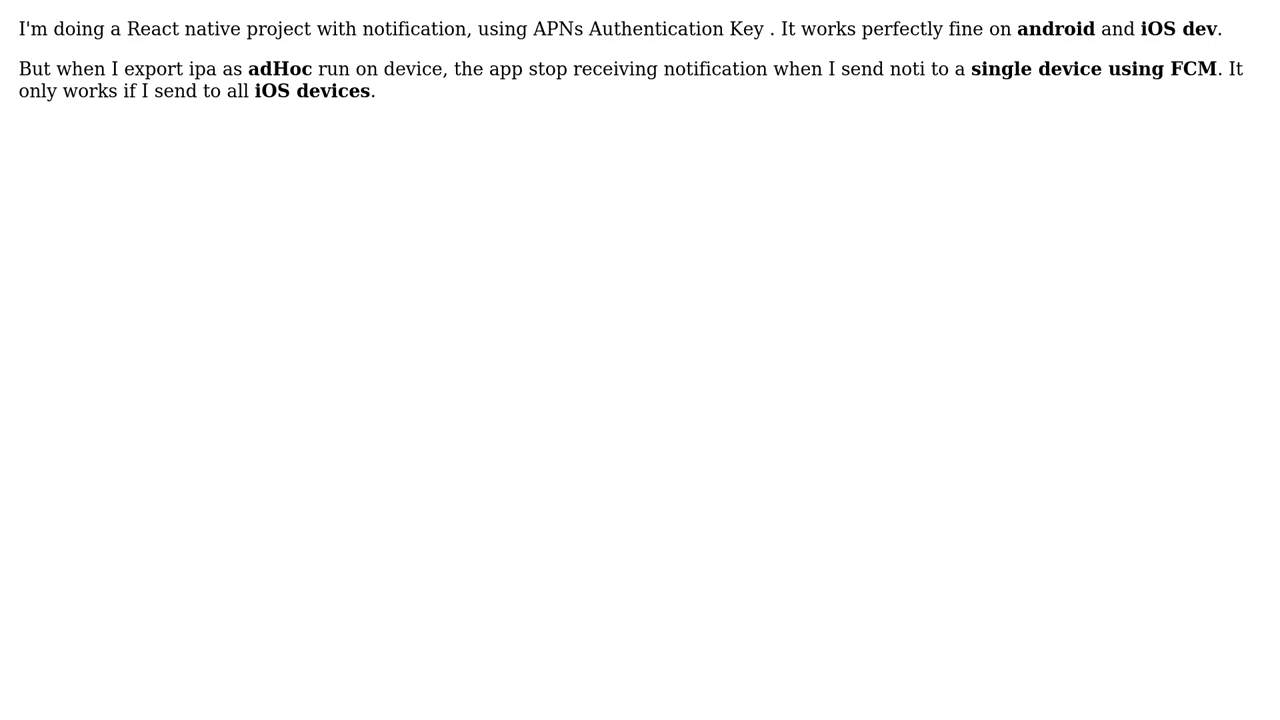 I'm doing a React native project with notification, using APNs Authentication Key . It works perfectly fine on android and iOS dev.
But when I export ipa as adHoc run on device, the app stop receiving notification when I send noti to a single device using FCM. It
only works if I send to all iOS devices.